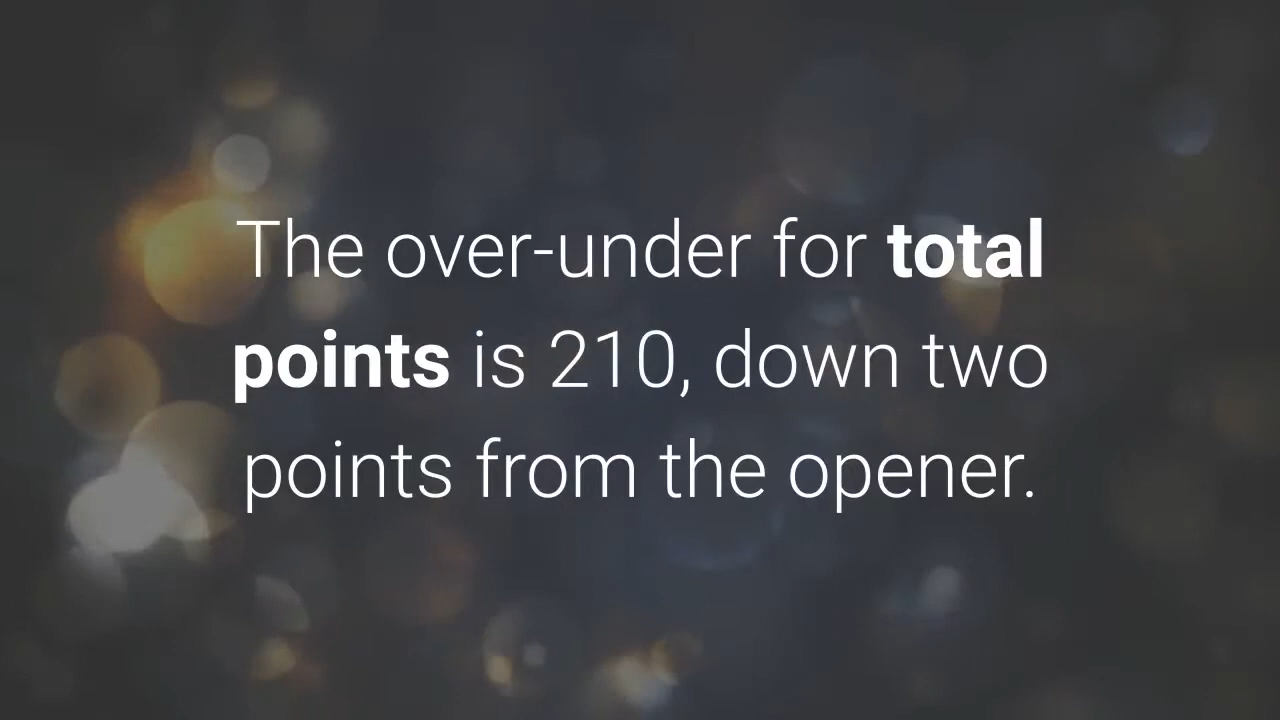 The over-under for total
points is 210, down two
points from the opener.